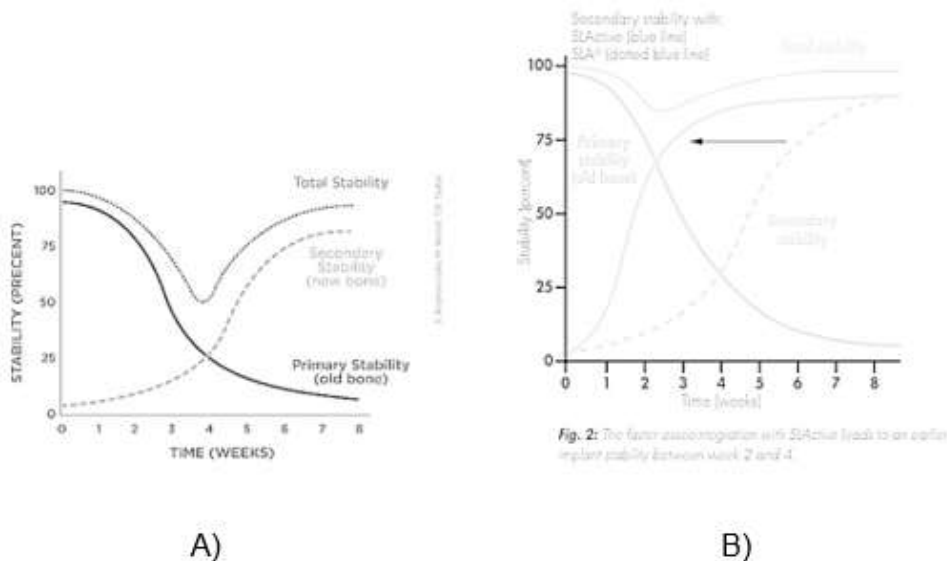 100
75
50
25
0
STABILITY (PRECENT)
Total Stability
Secondary
Stability
(new bone)
Primary Stability
(old bone)
0 1 2 3 4 5 6 7 8
TIME (WEEKS)
A)
Secondary stability with:
SLActive (blue line)
SLA® (doted blue line)
Total stability
100
75
50
25
0
Stability (percent)
Primary
stability
(old bone)
Secondary
stability
0 1 2 3 4 5 6 7 8
Time (weeks)
Fig. 2: The faster osseointegration with SLActive leads to an earlier
implant stability between week 2 and 4.
B)